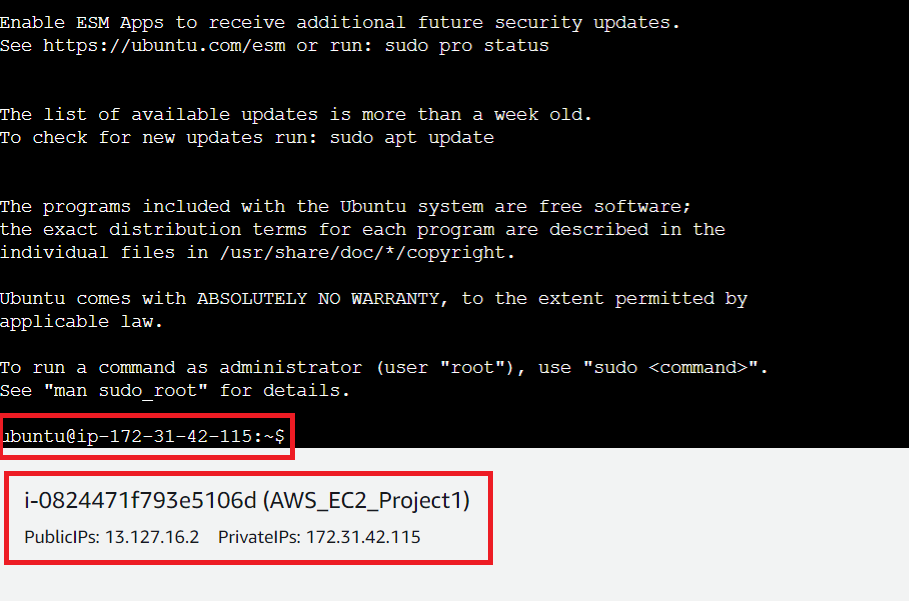 Enable ESM Apps to receive additional future security updates.
See https://ubuntu.com/esm or run: sudo pro status
The list of available updates is more than a week old.
To check for new updates run: sudo apt update
The programs included with the Ubuntu system are free software;
the exact distribution terms for each program are described in the
individual files in /usr/share/doc/*/copyright.
Ubuntu comes with ABSOLUTELY NO WARRANTY, to the extent permitted by
applicable law.
To run a command as administrator (user "root"), use "sudo <command>".
See "man sudo_root" for details.
ubuntu@ip-172-31-42-115:~$
i-0824471f793e5106d (AWS_EC2_Project1)
PublicIPs: 13.127.16.2 PrivateIPs: 172.31.42.115